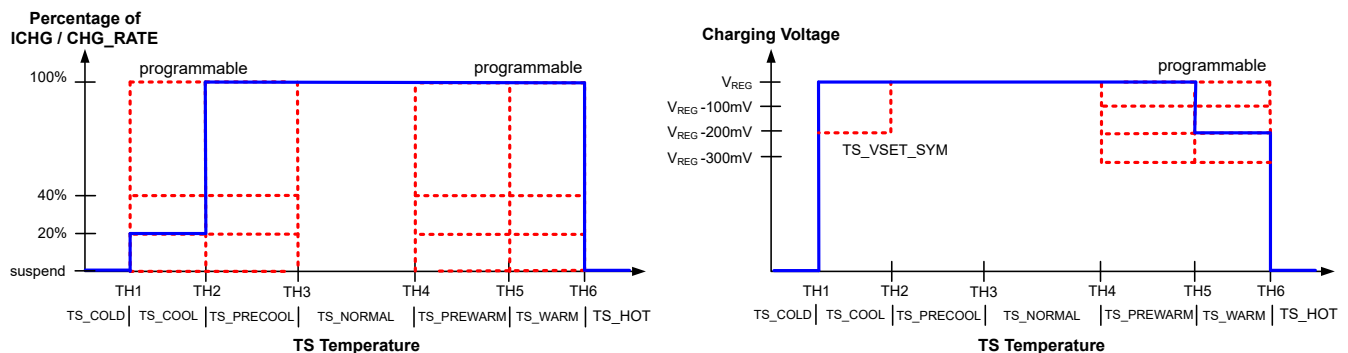 Percentage of
ICHG / CHG_RATE
programmable
programmable
100%
40%
20%
suspend
TH1
TH2
TH3
TH4
TH5
TH6
TS_COLD
TS_COOL
TS_PRECOOL
TS_NORMAL
TS_PREWARM
TS_WARM
TS_HOT
TS Temperature
Charging Voltage
programmable
VREG
VREG -100mV
VREG -200mV
VREG -300mV
TS_VSET_SYM
TH1
TH2
TH3
TH4
TH5
TH6
TS_COLD
TS_COOL
TS_PRECOOL
TS_NORMAL
TS_PREWARM
TS_WARM
TS_HOT
TS Temperature